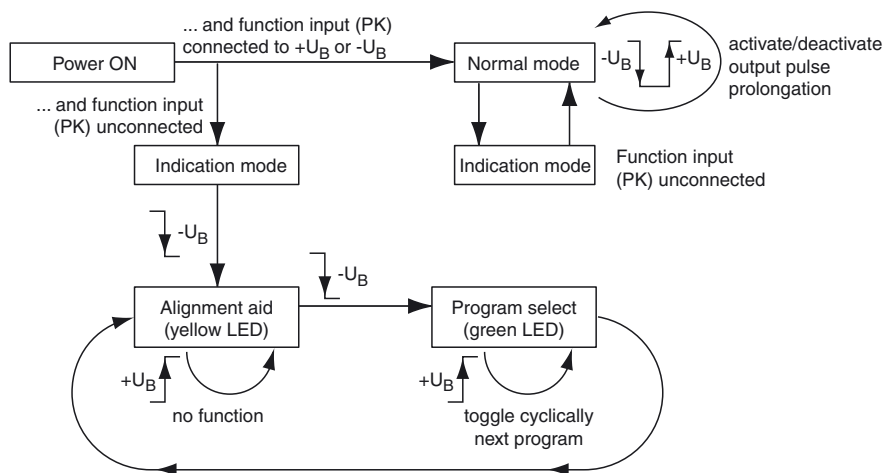 ... and function input (PK)
connected to +UB or -UB
Power ON
Normal mode
-UB
+UB
activate/deactivate
output pulse
prolongation
... and function input
(PK) unconnected
Indication mode
Indication mode
Function input
(PK) unconnected
-UB
-UB
Alignment aid
(yellow LED)
Program select
(green LED)
+UB
no function
+UB
toggle cyclically
next program